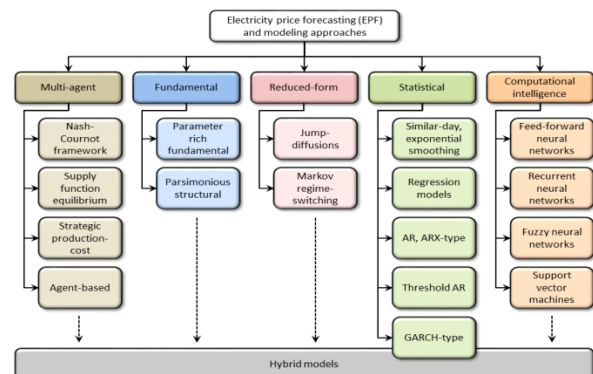 Electricity price forecasting (EPF)
and modeling approaches
Multi-agent
Fundamental
Reduced-form
Statistical
Computational
intelligence
Nash-
Cournot
framework
Supply
function
equilibrium
Strategic
production-
cost
Agent-based
Parameter
rich
fundamental
Parsimonious
structural
Jump-
diffusions
Markov
regime-
switching
Similar-day,
exponential
smoothing
Regression
models
AR, ARX-type
Threshold AR
GARCH-type
Feed-forward
neural
networks
Recurrent
neural
networks
Fuzzy neural
networks
Support
vector
machines
Hybrid models